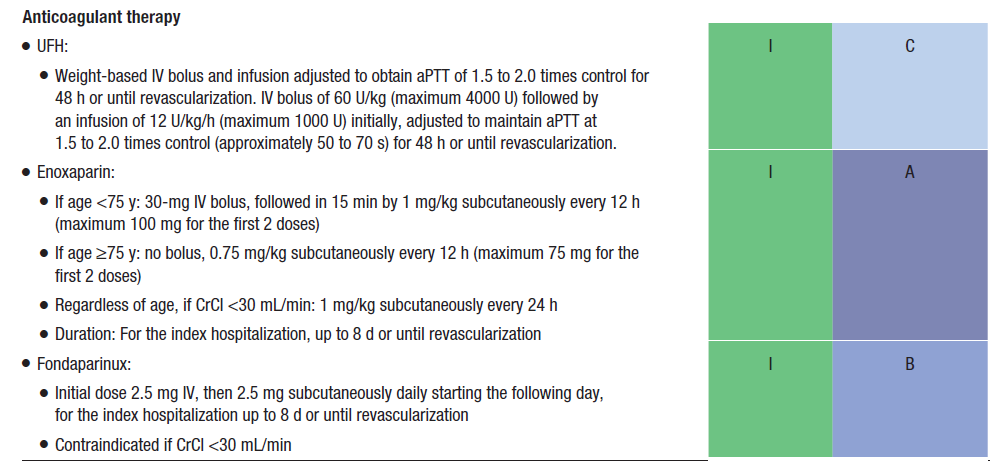 Anticoagulant therapy
● UFH:
I
C
● Weight-based IV bolus and infusion adjusted to obtain aPTT of 1.5 to 2.0 times control for
48 h or until revascularization. IV bolus of 60 U/kg (maximum 4000 U) followed by
an infusion of 12 U/kg/h (maximum 1000 U) initially, adjusted to maintain aPTT at
1.5 to 2.0 times control (approximately 50 to 70 s) for 48 h or until revascularization.
● Enoxaparin:
I
A
● If age <75 y: 30-mg IV bolus, followed in 15 min by 1 mg/kg subcutaneously every 12 h
(maximum 100 mg for the first 2 doses)
● If age ≥75 y: no bolus, 0.75 mg/kg subcutaneously every 12 h (maximum 75 mg for the
first 2 doses)
● Regardless of age, if CrCl <30 mL/min: 1 mg/kg subcutaneously every 24 h
● Duration: For the index hospitalization, up to 8 d or until revascularization
● Fondaparinux:
I
B
● Initial dose 2.5 mg IV, then 2.5 mg subcutaneously daily starting the following day,
for the index hospitalization up to 8 d or until revascularization
● Contraindicated if CrCl <30 mL/min